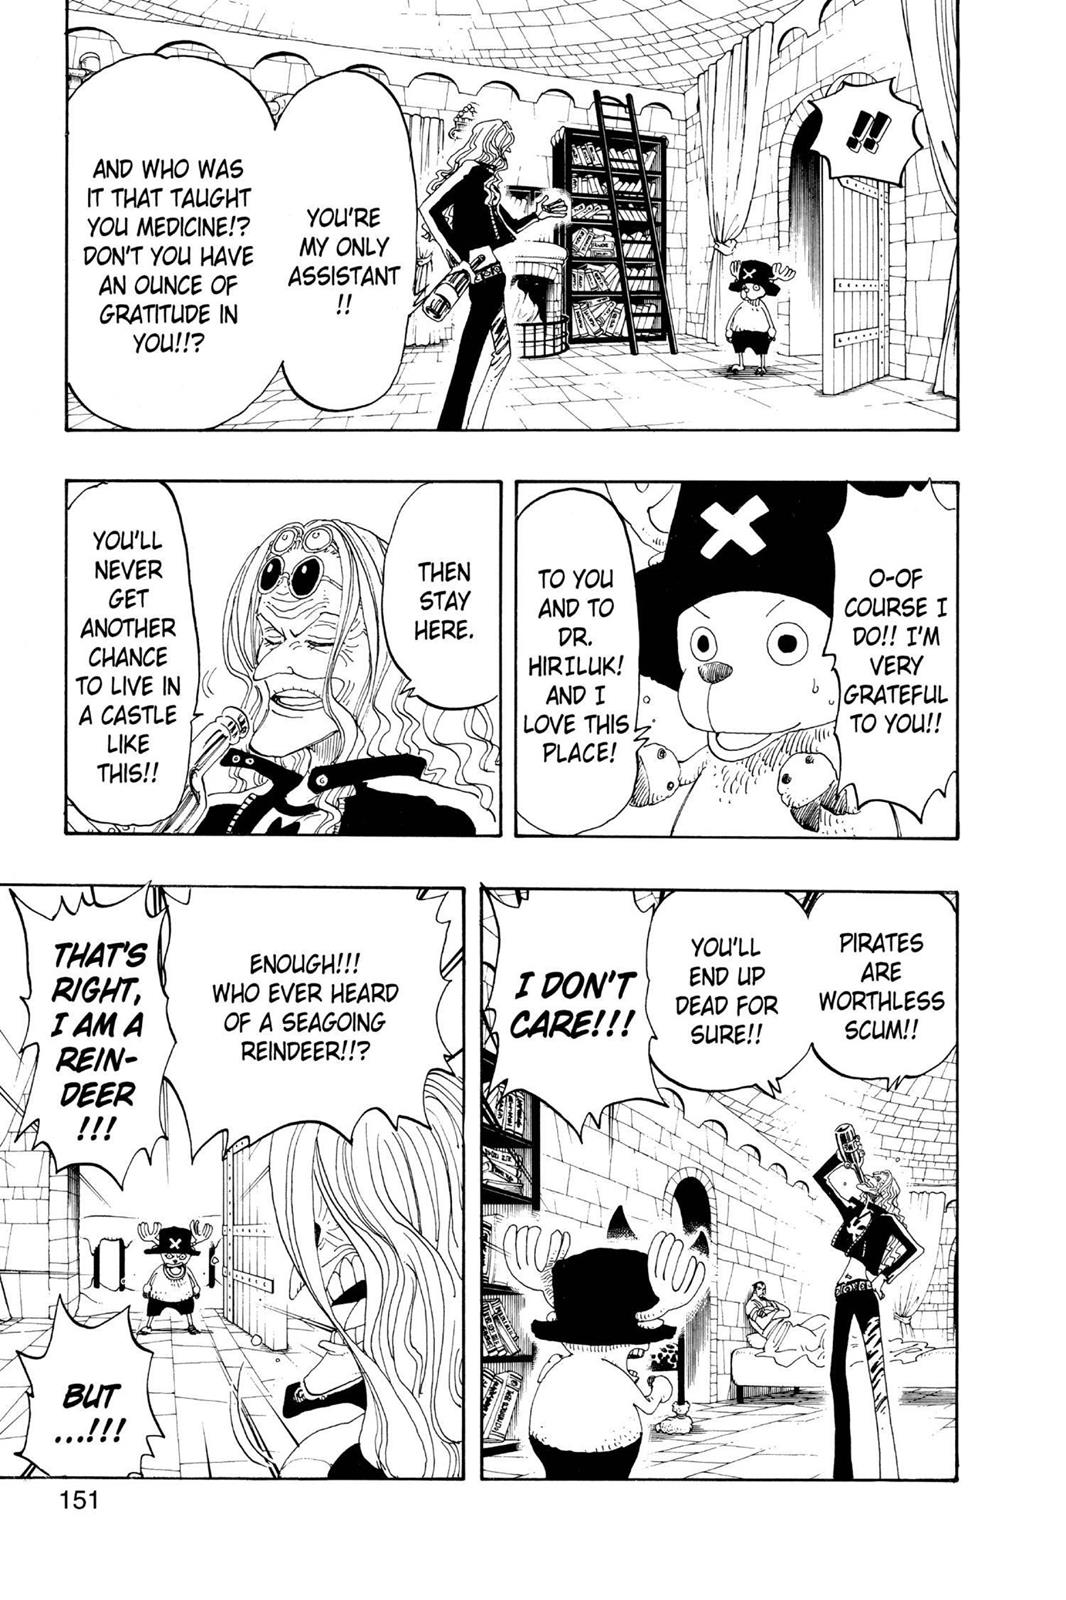 !!
YOU'RE
MY ONLY
ASSISTANT
!!
AND WHO WAS
IT THAT TAUGHT
YOU MEDICINE!?
DON'T YOU HAVE
AN OUNCE OF
GRATITUDE IN
YOU!!?
O-OF
COURSE I
DO!! I'M
VERY
GRATEFUL
TO YOU!!
TO YOU
AND TO
DR.
HIRILUK!
AND I
LOVE THIS
PLACE!
THEN
STAY
HERE.
YOU'LL
NEVER
GET
ANOTHER
CHANCE
TO LIVE IN
A CASTLE
LIKE
THIS!!
PIRATES
ARE
WORTHLESS
SCUM!!
YOU'LL
END UP
DEAD FOR
SURE!!
I DON'T
CARE!!!
ENOUGH!!!
WHO EVER HEARD
OF A SEAGOING
REINDEER!!?
THAT'S
RIGHT,
I AM A
REIN-
DEER
!!!
BUT
...!!!
151